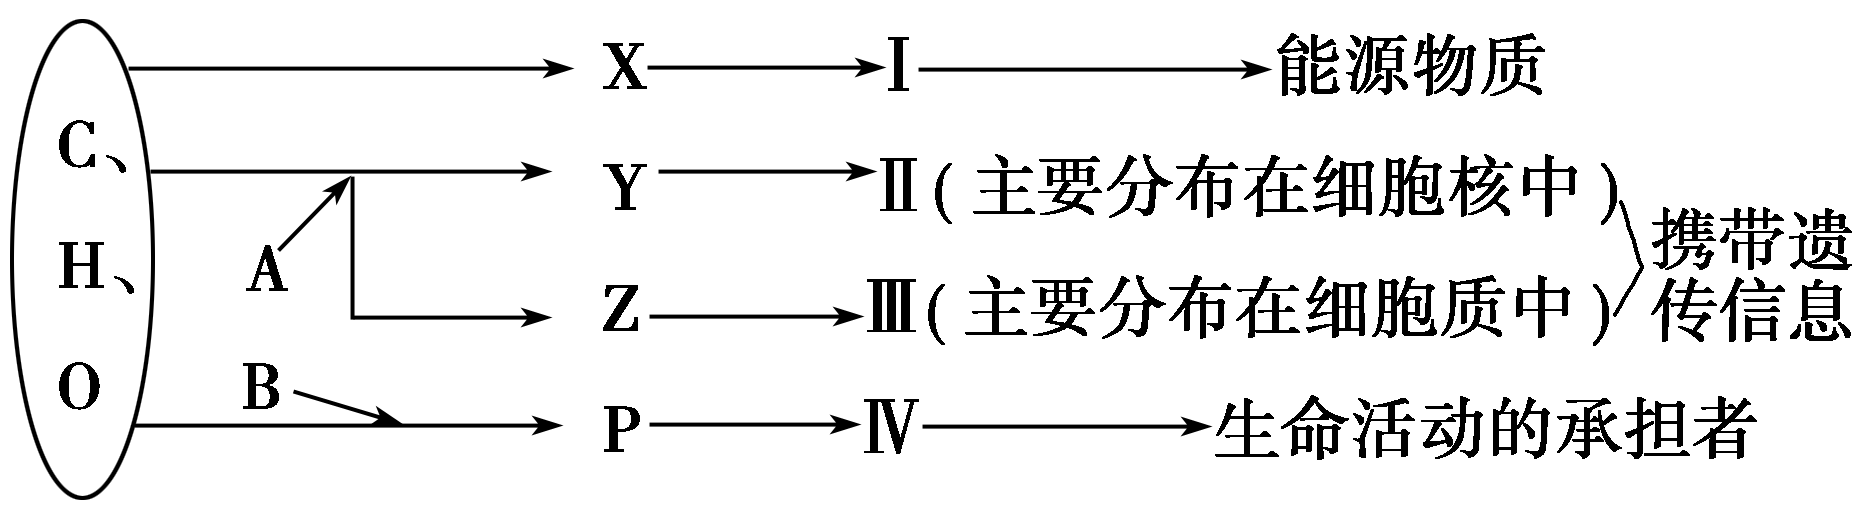 X Ⅰ 能源物质
C、
Y Ⅱ(主要分布在细胞核中)
携带遗
传信息
H、 A
Z Ⅲ(主要分布在细胞质中)
O B
P Ⅳ 生命活动的承担者